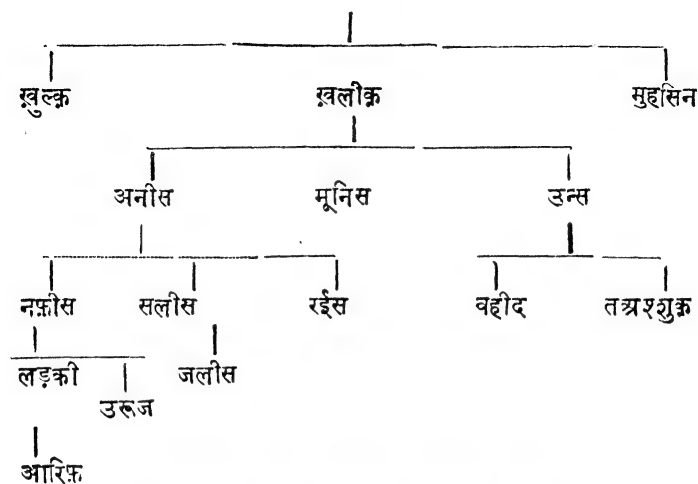 ख़ुल्क़ ख़लीक़ मुहसिन
अनीस मूनिस उन्स
नफ़ीस सलीस रईस वहीद तअश्शुक़
लड़की जलीस
उरूज
आरिफ़